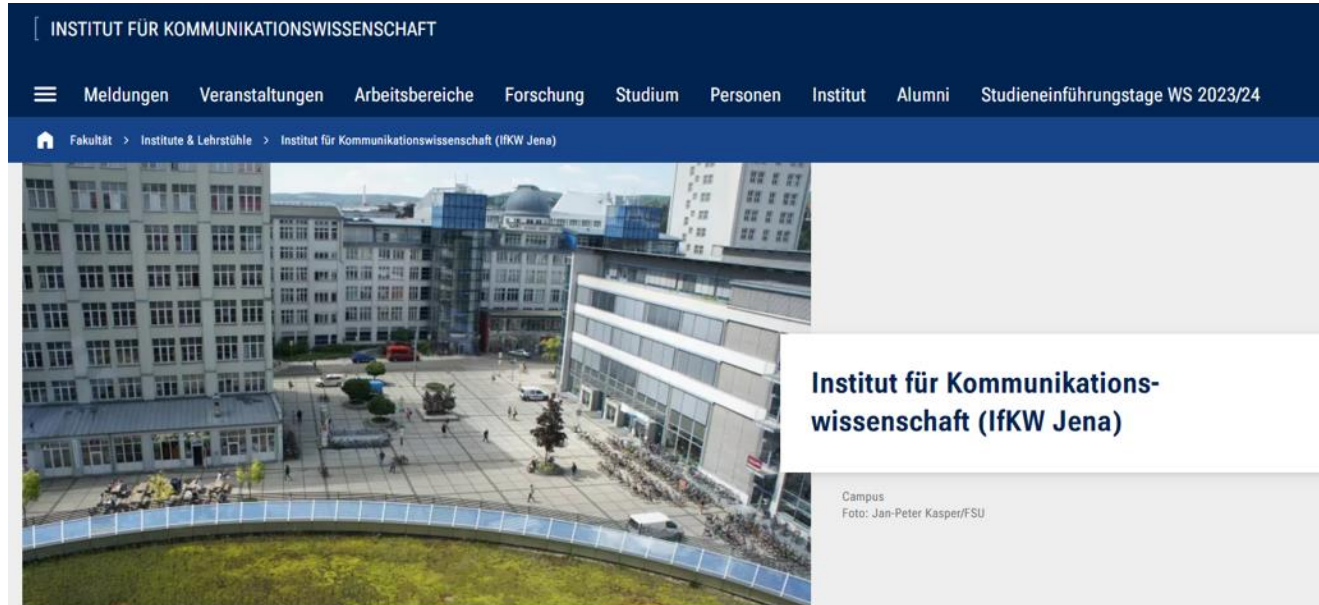 INSTITUT FÜR KOMMUNIKATIONSWISSENSCHAFT
Meldungen Veranstaltungen Arbeitsbereiche Forschung Studium Personen Institut Alumni Studieneinführungstage WS 2023/24
Fakultät > Institute & Lehrstühle > Institut für Kommunikationswissenschaft (IfKW Jena)
Institut für Kommunikations-
wissenschaft (IfKW Jena)
Campus
Foto: Jan-Peter Kasper/FSU